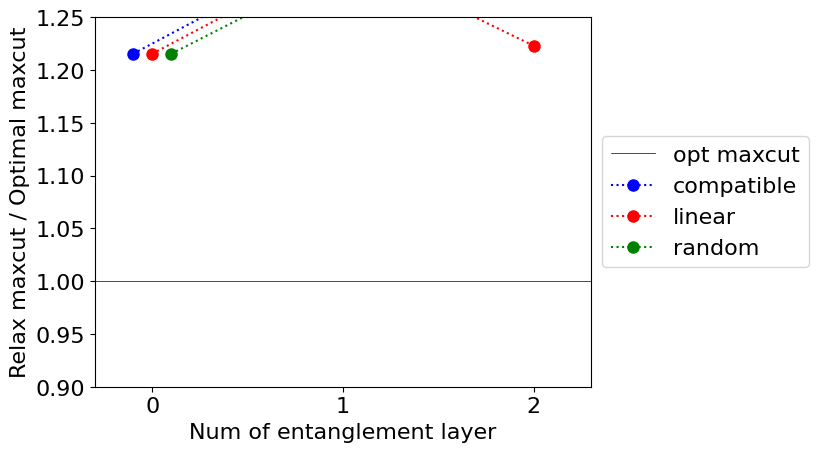 Relax maxcut / Optimal maxcut
1.25
1.20
1.15
1.10
1.05
1.00
0.95
0.90
0
1
2
Num of entanglement layer
opt maxcut
compatible
linear
random